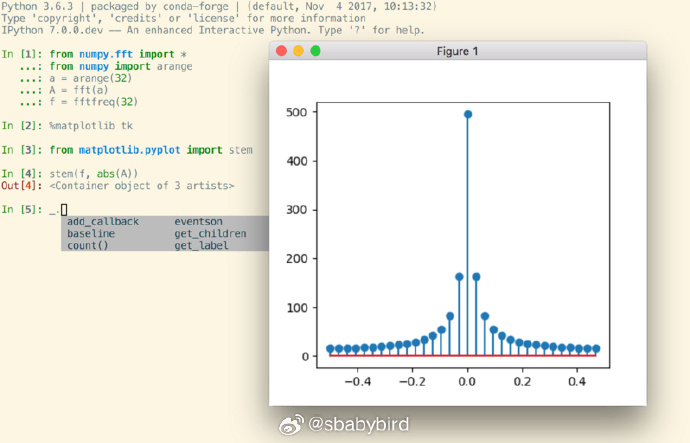 Python 3.6.3 | packaged by conda-forge | (default, Nov  4 2017, 10:13:32)
Type 'copyright', 'credits' or 'license' for more information
IPython 7.0.0.dev -- An enhanced Interactive Python. Type '?' for help.
In [1]: from numpy.fft import *
   ...: from numpy import arange
   ...: a = arange(32)
   ...: A = fft(a)
   ...: f = fftfreq(32)
In [2]: %matplotlib tk
In [3]: from matplotlib.pyplot import stem
In [4]: stem(f, abs(A))
Out[4]: <Container object of 3 artists>
In [5]: _.
add_callback eventson
baseline get_children
count() get_label
Figure 1
500
400
300
200
100
0
−0.4 −0.2 0.0 0.2 0.4
@sbabybird